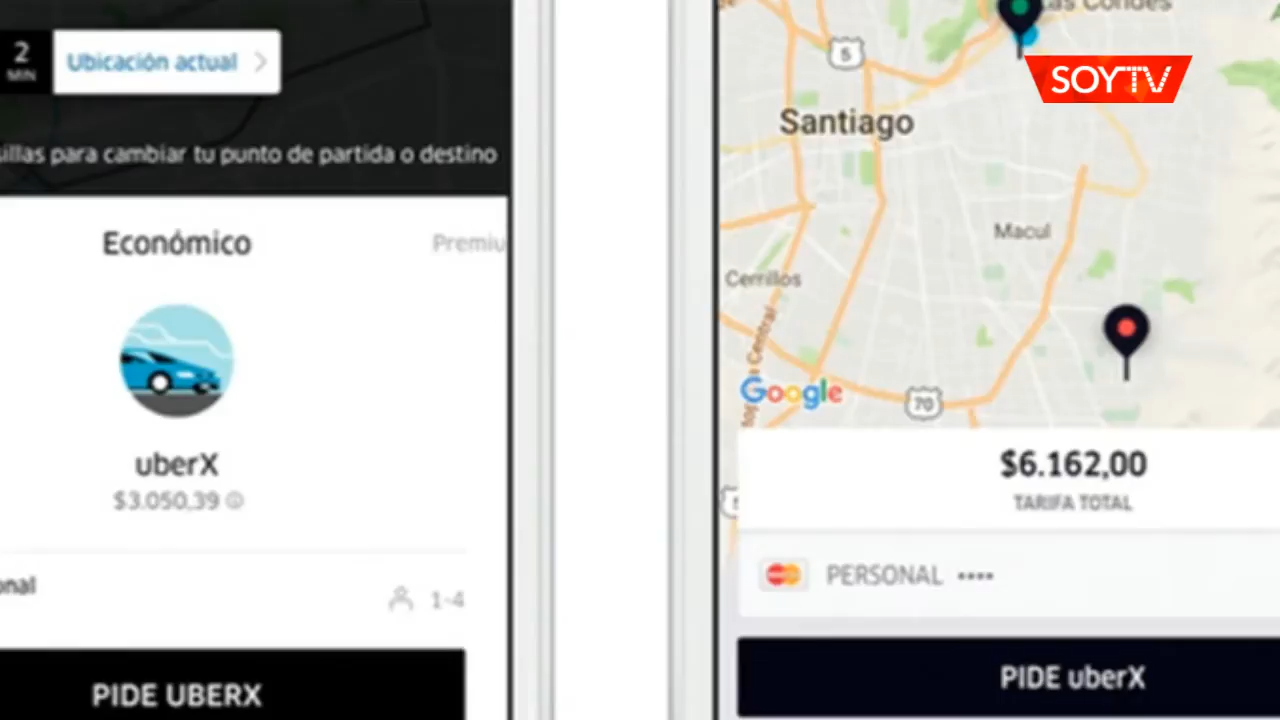 2
MIN
Ubicación actual
sillas para cambiar tu punto de partida o destino
Económico
Premiu
uberX
$3.050,39
onal
1-4
PIDE UBERX
Las Condes
5
SOYTV
Santiago
Macul
Cerrillos
Central
Google
70
$6.162,00
TARIFA TOTAL
PERSONAL ••••
PIDE uberX